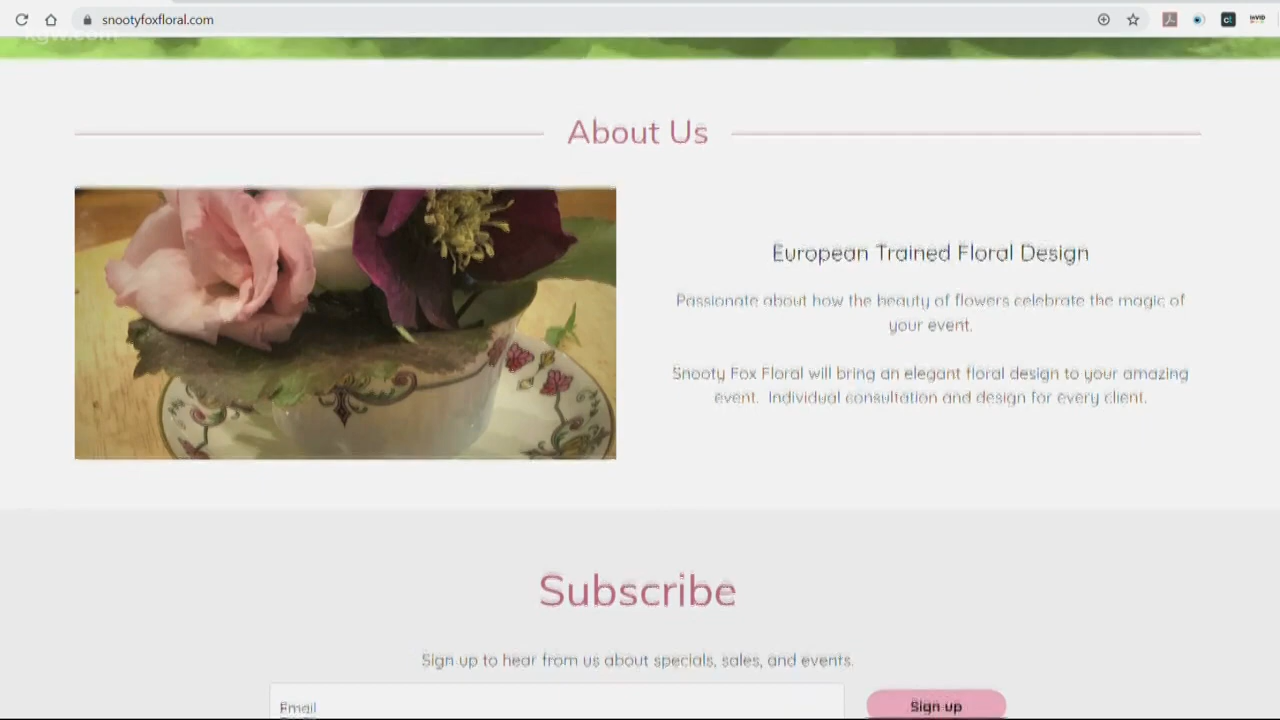 snootyfoxfloral.com
kgw.com
About Us
European Trained Floral Design
Passionate about how the beauty of flowers celebrate the magic of
your event.
Snooty Fox Floral will bring an elegant floral design to your amazing
event. Individual consultation and design for every client.
Subscribe
Sign up to hear from us about specials, sales, and events.
Email
Sign up